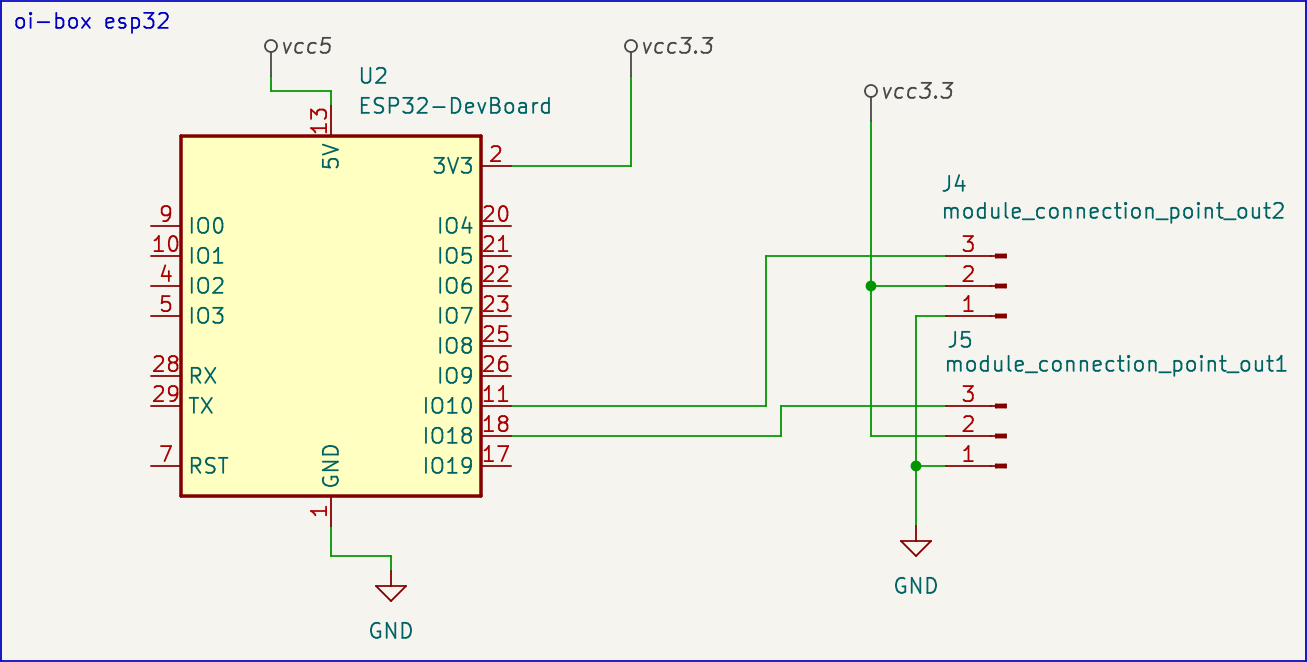 oi-box esp32
vcc5
vcc3.3
vcc3.3
U2
ESP32-DevBoard
13
5V
3V3
2
9
IO0
10
IO1
4
IO2
5
IO3
28
RX
29
TX
7
RST
IO4
20
IO5
21
IO6
22
IO7
23
IO8
25
IO9
26
IO10
11
IO18
18
IO19
17
GND
1
GND
J4
module_connection_point_out2
3
2
1
J5
module_connection_point_out1
3
2
1
GND